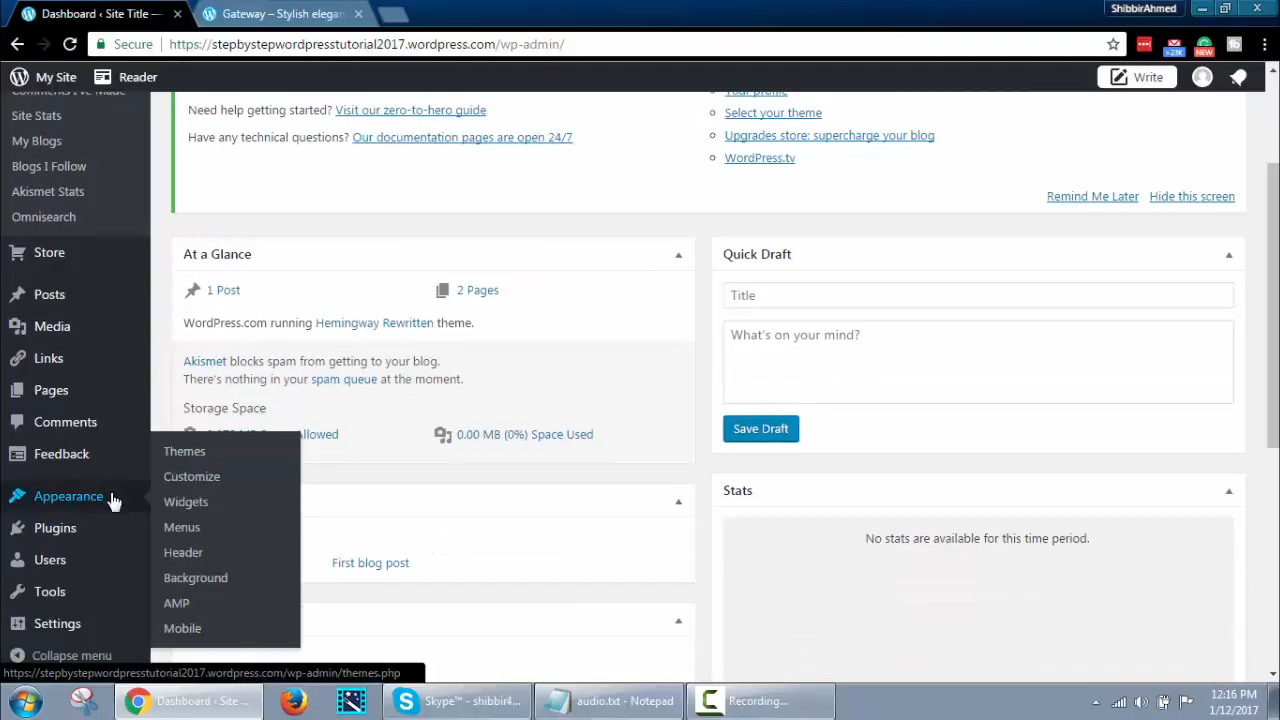 Dashboard ‹ Site Title —
Gateway – Stylish elegan
ShibbirAhmed
Secure
https://stepbystepwordpresstutorial2017.wordpress.com/wp-admin/
>23K
NEW
My Site
Reader
Write
Comments I've Made
Site Stats
My Blogs
Blogs I Follow
Akismet Stats
Omnisearch
Store
Posts
Media
Links
Pages
Comments
Feedback
Appearance
Plugins
Users
Tools
Settings
Collapse menu
Themes
Customize
Widgets
Menus
Header
Background
AMP
Mobile
Need help getting started? Visit our zero-to-hero guide
Have any technical questions? Our documentation pages are open 24/7
Your profile
Select your theme
Upgrades store: supercharge your blog
WordPress.tv
Remind Me Later
Hide this screen
At a Glance
1 Post
2 Pages
WordPress.com running Hemingway Rewritten theme.
Akismet blocks spam from getting to your blog.
There's nothing in your spam queue at the moment.
Storage Space
Allowed
0.00 MB (0%) Space Used
First blog post
Quick Draft
Title
What's on your mind?
Save Draft
Stats
No stats are available for this time period.
https://stepbystepwordpresstutorial2017.wordpress.com/wp-admin/themes.php
Dashboard ‹ Site ...
Skype™ - shibbir...
audio.txt - Notepad
Recording...
12:16 PM
1/12/2017